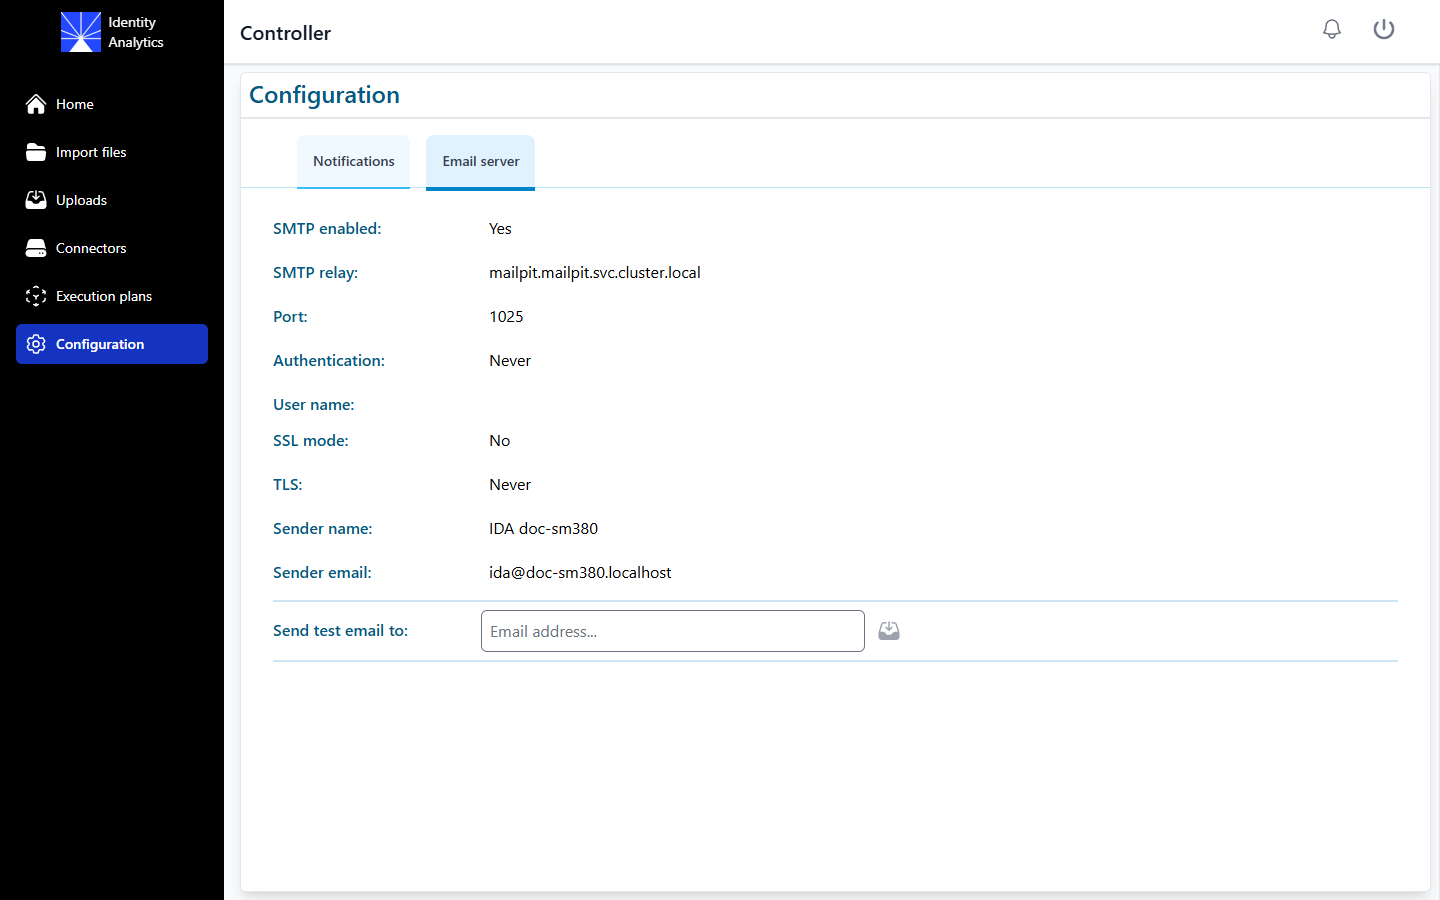 Identity
Analytics
Controller
Home
Import files
Uploads
Connectors
Execution plans
Configuration
Configuration
Notifications
Email server
SMTP enabled: Yes
SMTP relay: mailpit.mailpit.svc.cluster.local
Port: 1025
Authentication: Never
User name:
SSL mode: No
TLS: Never
Sender name: IDA doc-sm380
Sender email: ida@doc-sm380.localhost
Send test email to: Email address...